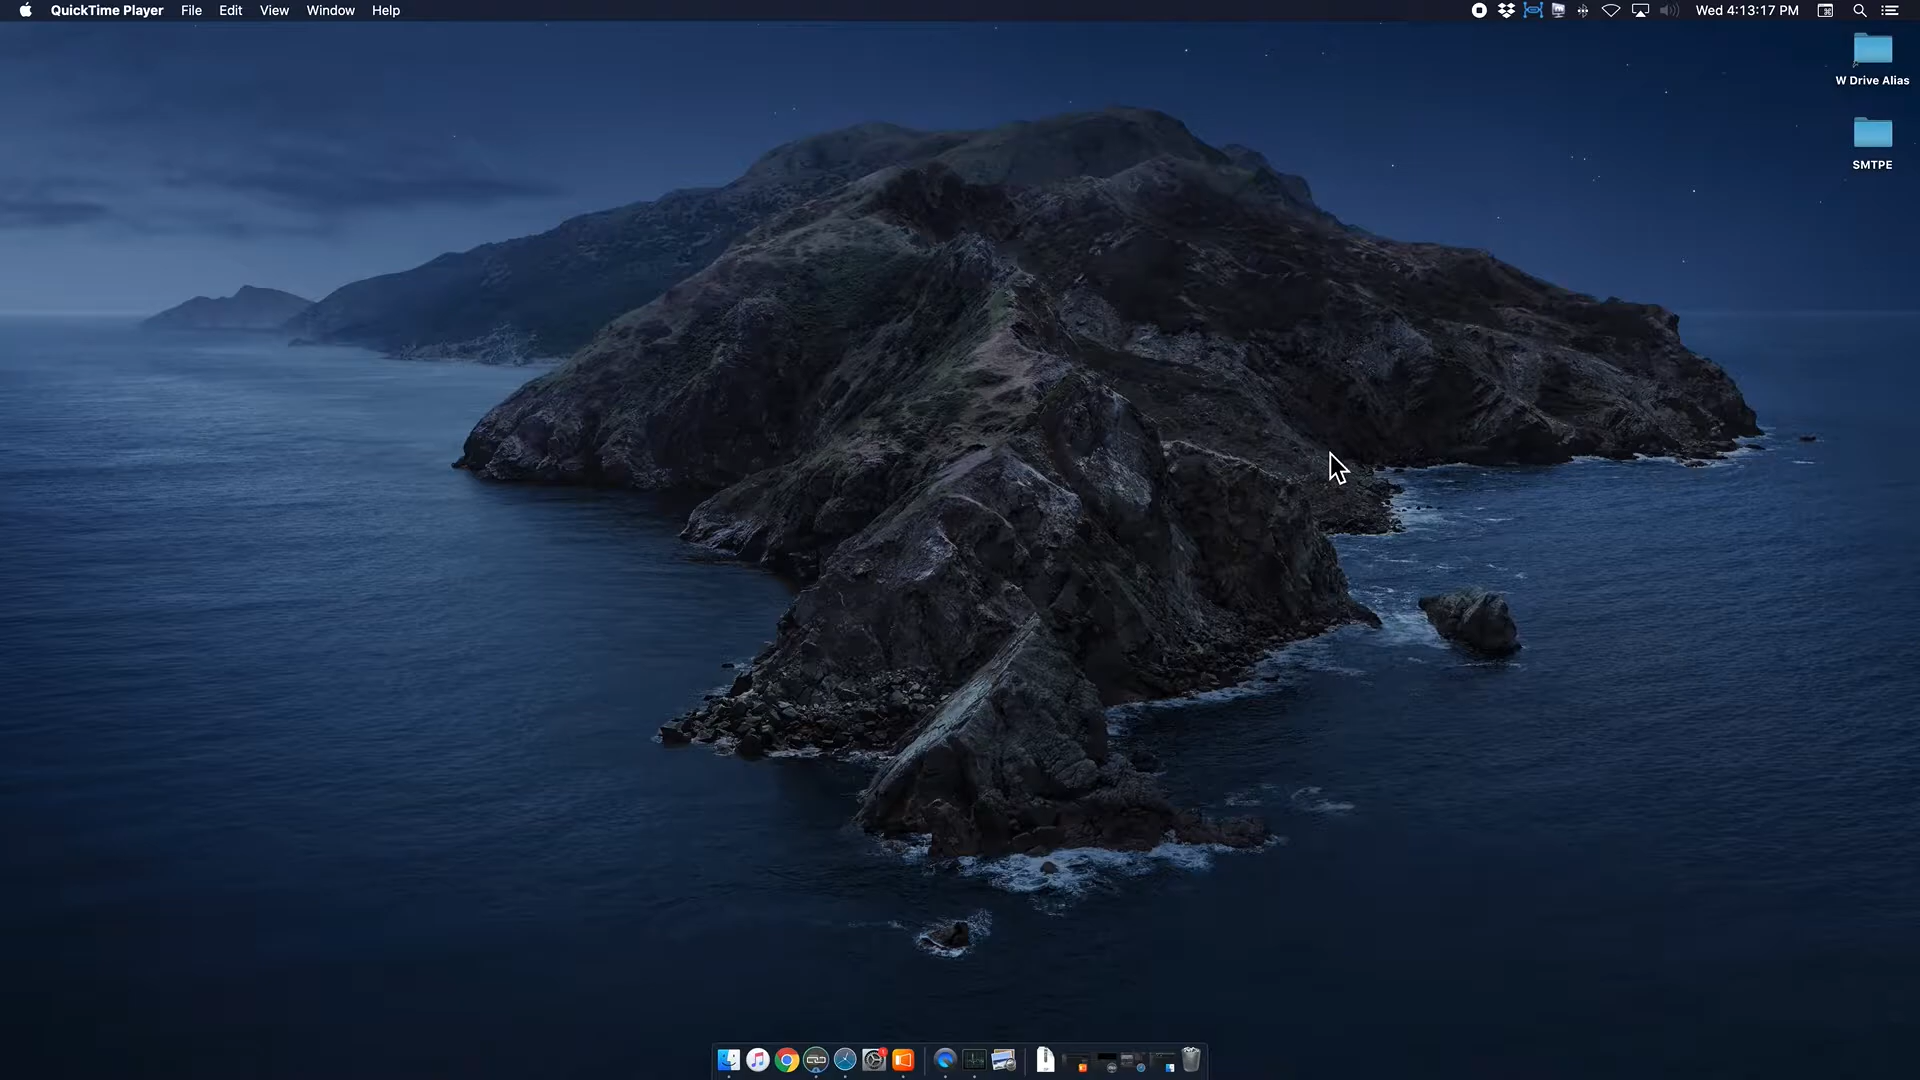 QuickTime Player File Edit View Window Help Wed 4:13:17 PM
W Drive Alias
SMTPE